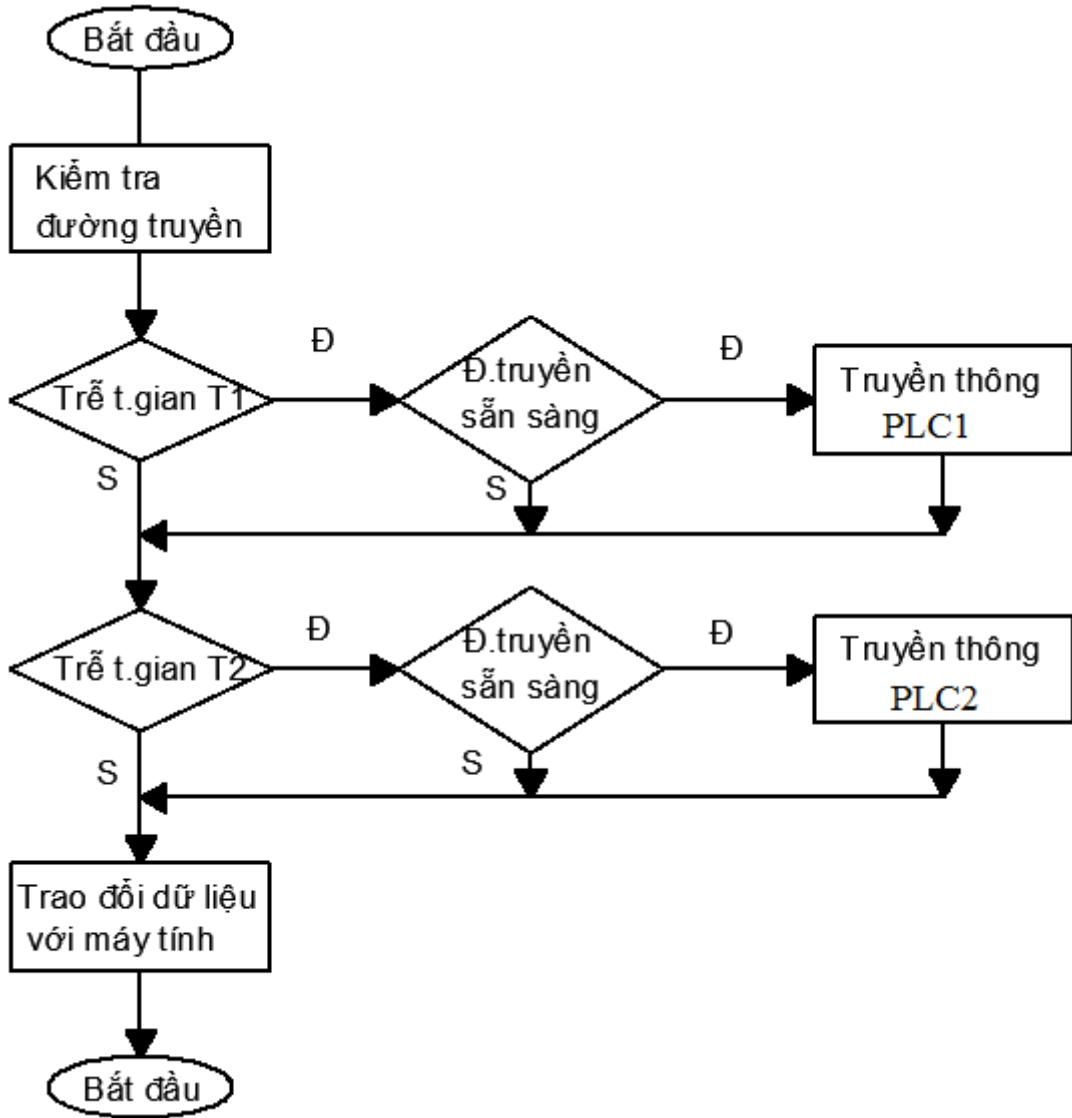 Bắt đầu
Kiểm tra
đường truyền
Trễ t.gian T1
Đ
Đ.truyền
sẵn sàng
Đ
Truyền thông
PLC1
S
S
Trễ t.gian T2
Đ
Đ.truyền
sẵn sàng
Đ
Truyền thông
PLC2
S
S
Trao đổi dữ liệu
với máy tính
Bắt đầu